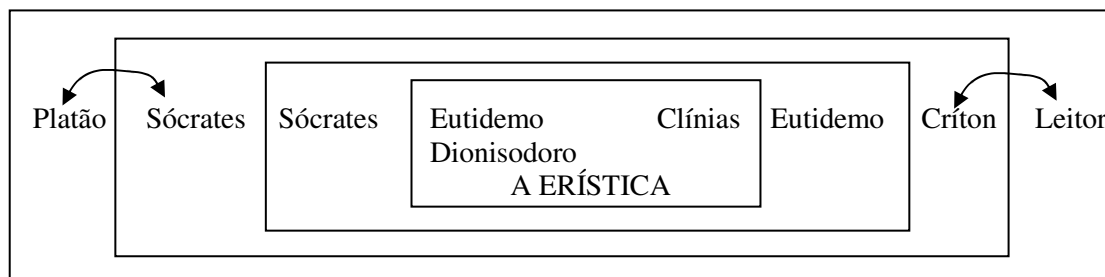 Platão Sócrates Sócrates Eutidemo Clínias Eutidemo Críton Leitor
Dionisodoro
A ERÍSTICA